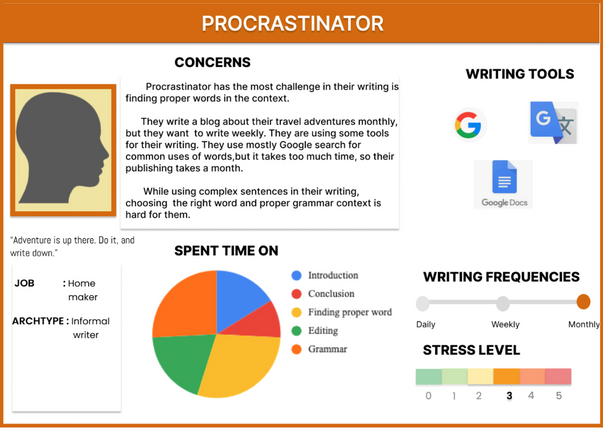 PROCRASTINATOR
CONCERNS
Procrastinator has the most challenge in their writing is
finding proper words in the context.
They write a blog about their travel adventures monthly,
but they want to write weekly. They are using some tools
for their writing. They use mostly Google search for
common uses of words,but it takes too much time, so their
publishing takes a month.
While using complex sentences in their writing,
choosing the right word and proper grammar context is
hard for them.
WRITING TOOLS
G
G 文
Google Docs
"Adventure is up there. Do it, and
write down."
JOB : Home
maker
ARCHTYPE : Informal
writer
SPENT TIME ON
Introduction
Conclusion
Finding proper word
Editing
Grammar
WRITING FREQUENCIES
Daily Weekly Monthly
STRESS LEVEL
0 1 2 3 4 5